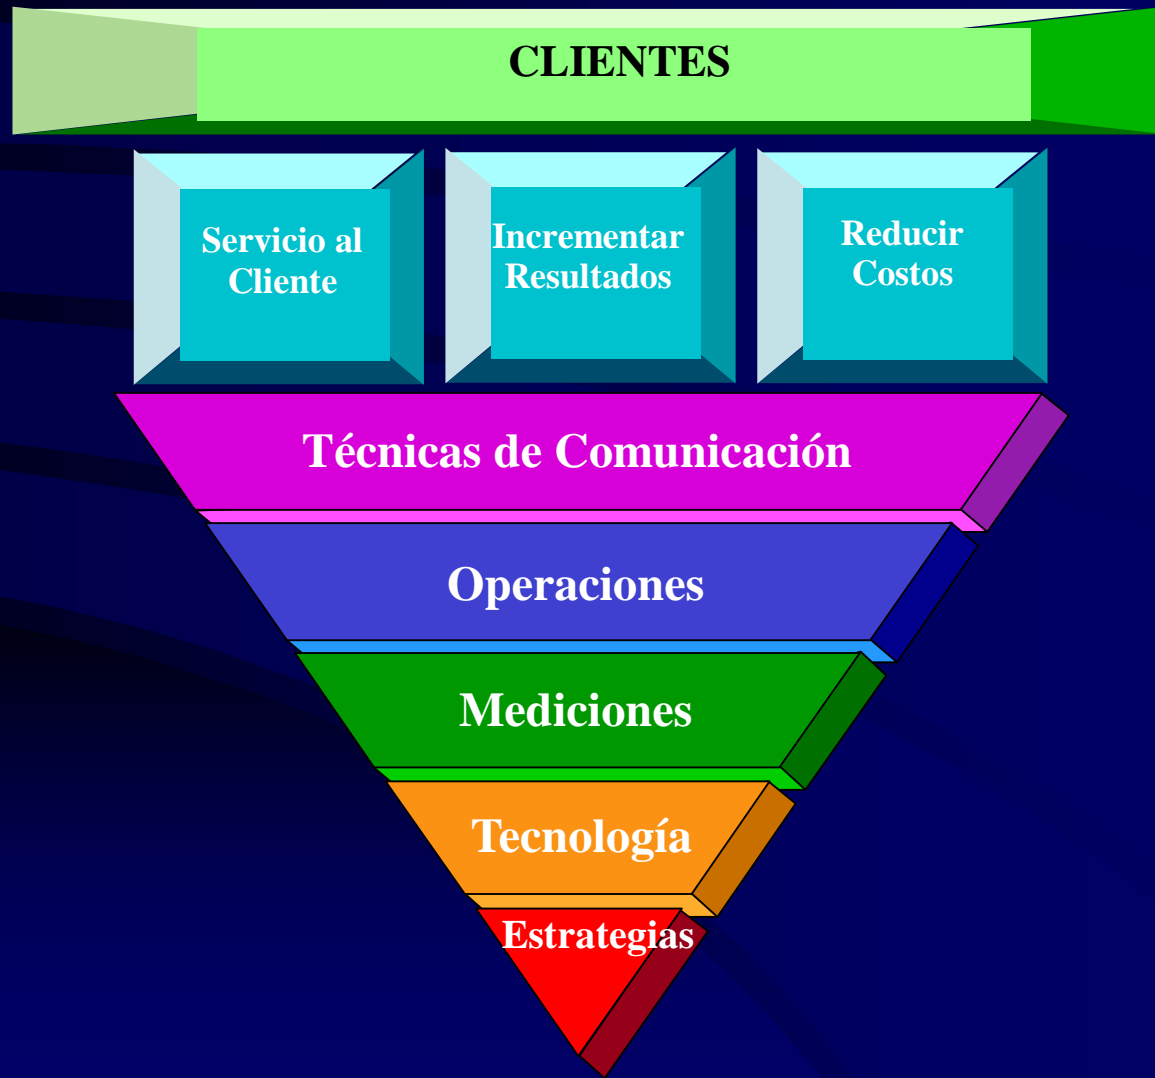 CLIENTES
Servicio al
Cliente
Incrementar
Resultados
Reducir
Costos
Técnicas de Comunicación
Operaciones
Mediciones
Tecnología
Estrategias